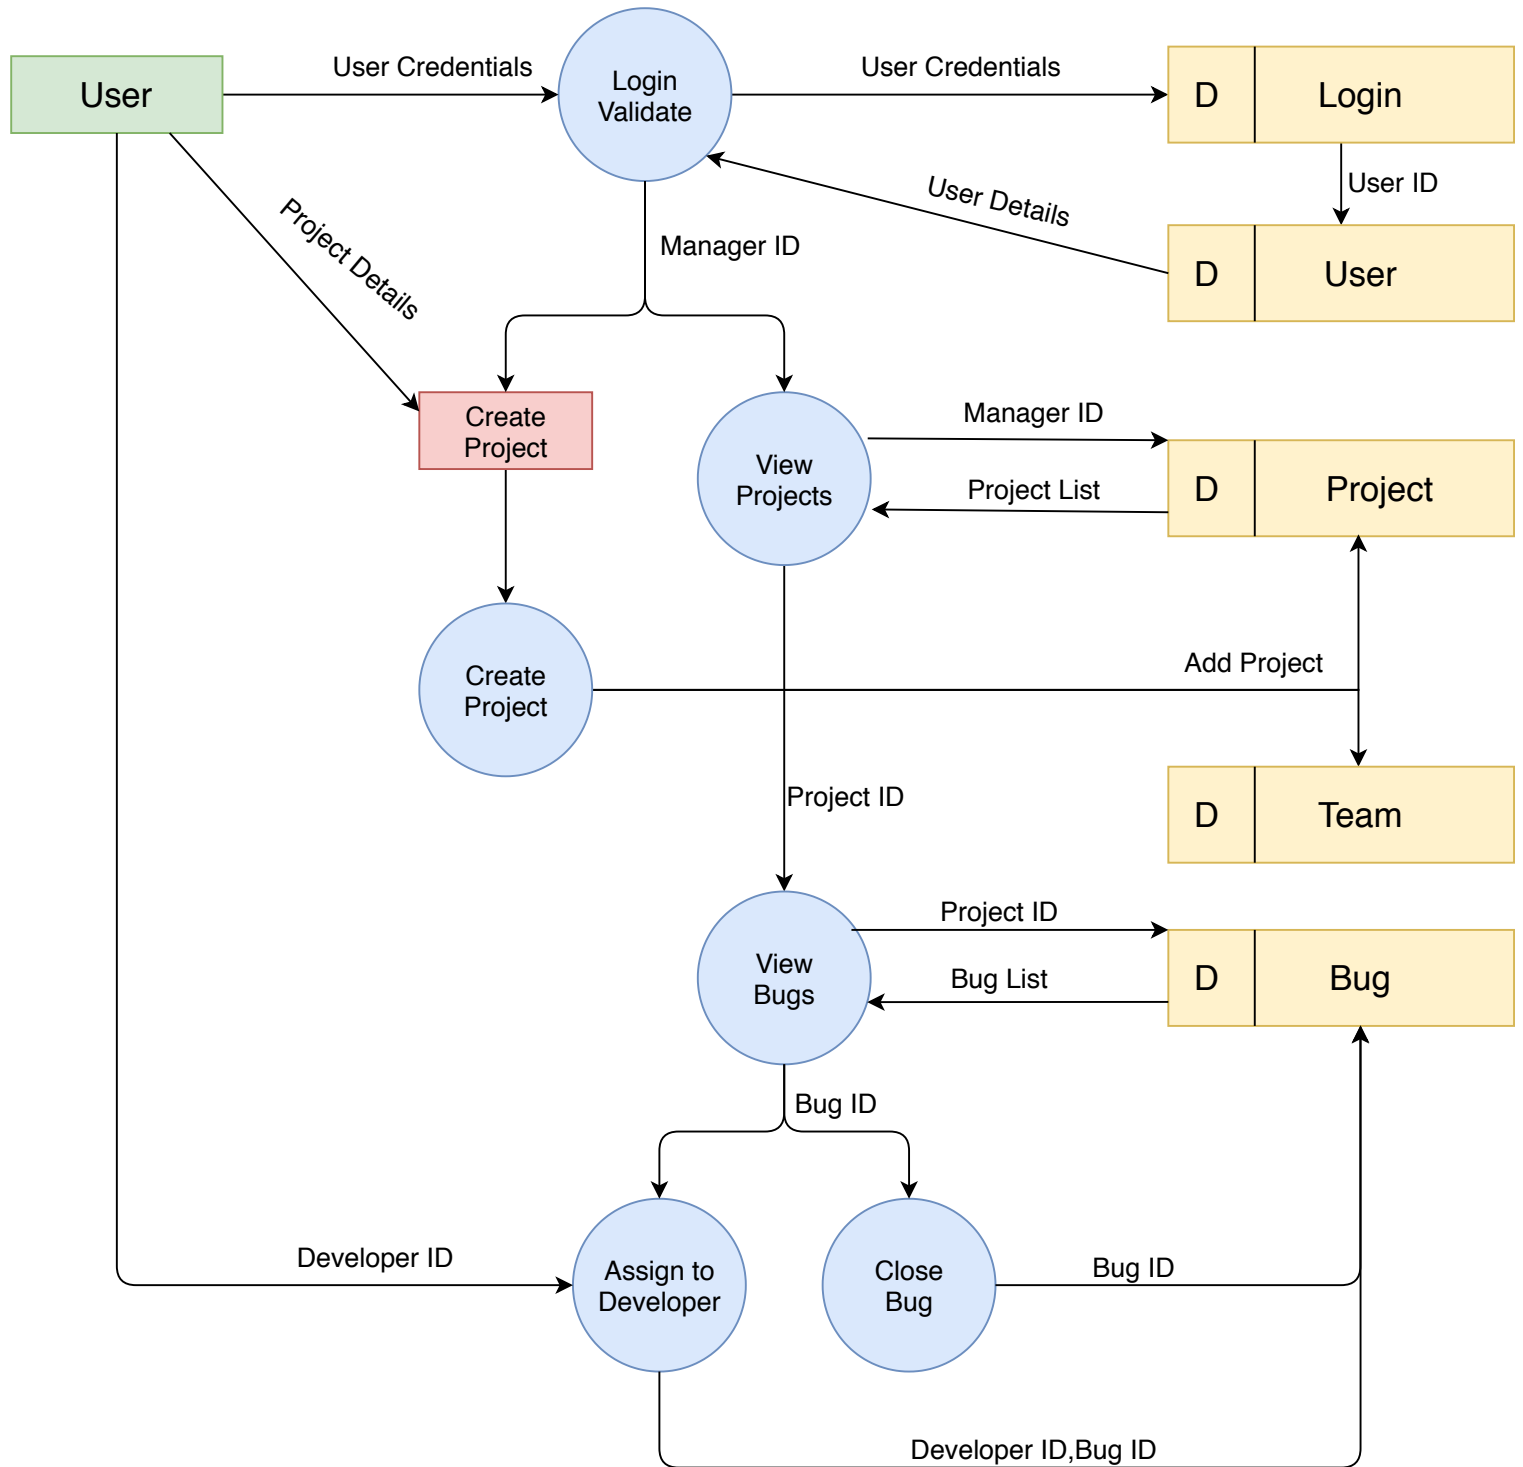 User
User Credentials
Login
Validate
User Credentials
D
Login
User ID
User Details
D
User
Project Details
Manager ID
Create
Project
View
Projects
Manager ID
Project List
D
Project
Create
Project
Add Project
Project ID
D
Team
View
Bugs
Project ID
Bug List
D
Bug
Bug ID
Developer ID
Assign to
Developer
Close
Bug
Bug ID
Developer ID,Bug ID